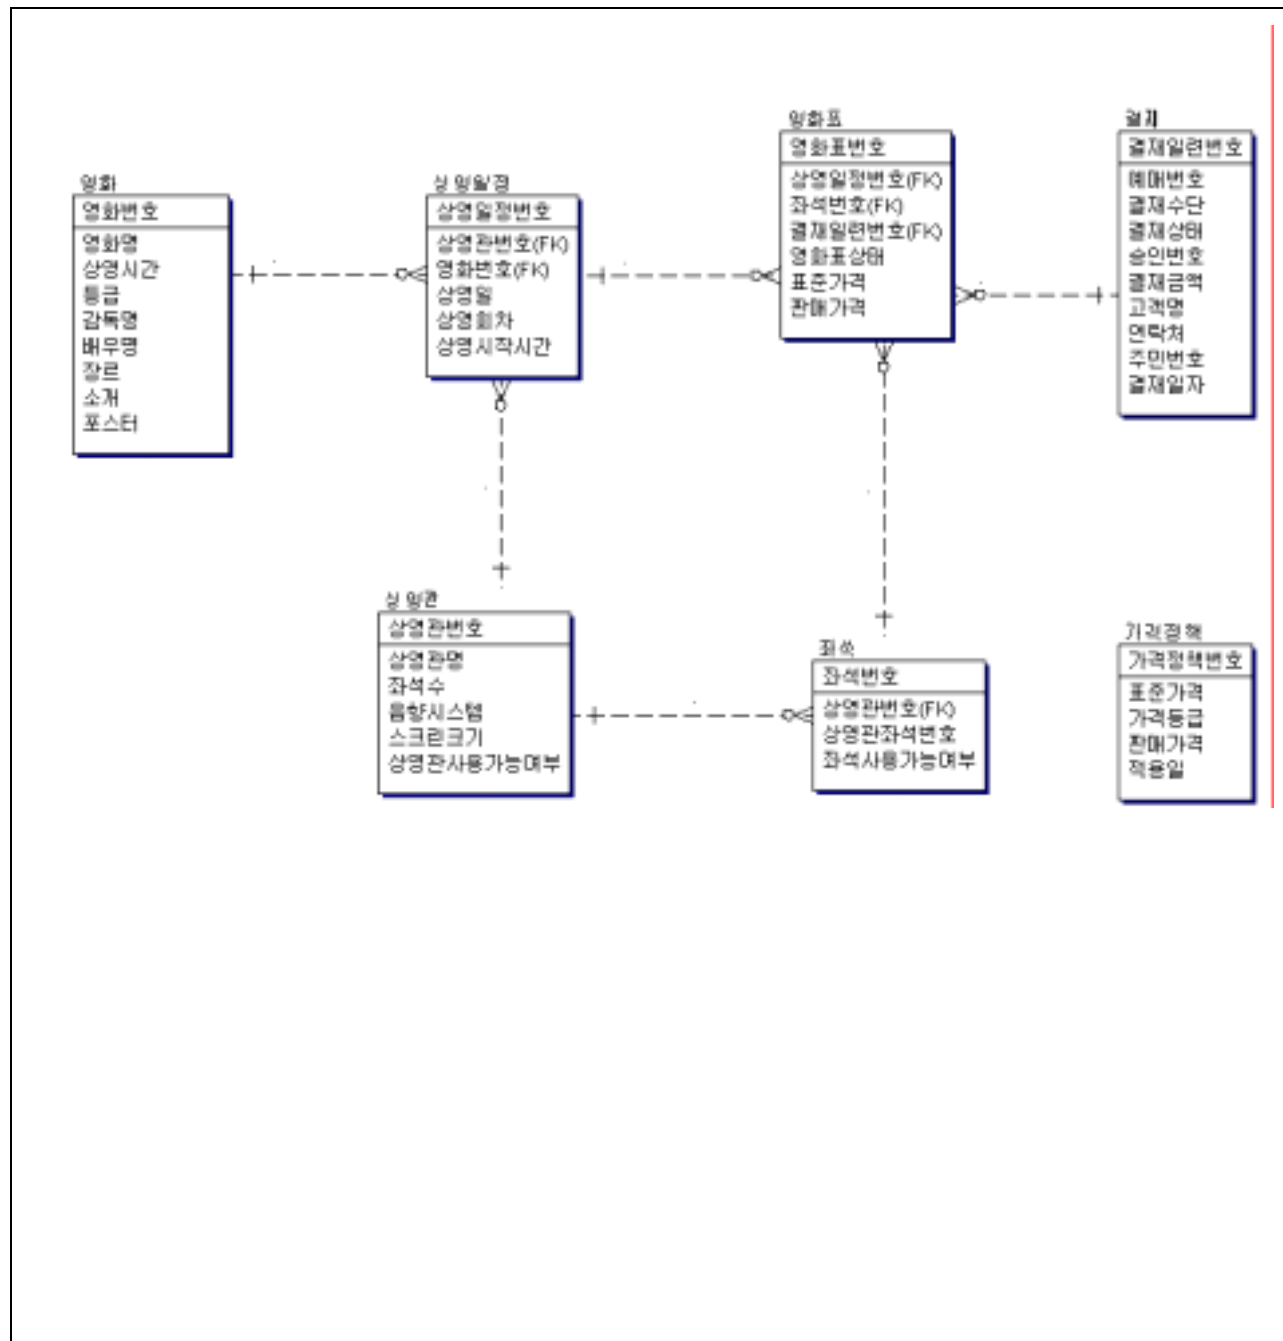 영화
영화번호
영화명
상영시간
등급
감독명
배우명
장르
소개
포스터
상영일정
상영일정번호
상영관번호(FK)
영화번호(FK)
상영일
상영회차
상영시작시간
영화표
영화표번호
상영일정번호(FK)
좌석번호(FK)
결재일련번호(FK)
영화표상태
표준가격
판매가격
결재
결재일련번호
예매번호
결재수단
결재상태
승인번호
결재금액
고객명
연락처
주민번호
결재일자
상영관
상영관번호
상영관명
좌석수
음향시스템
스크린크기
상영관사용가능여부
좌석
좌석번호
상영관번호(FK)
상영관좌석번호
좌석사용가능여부
가격정책
가격정책번호
표준가격
가격등급
판매가격
적용일